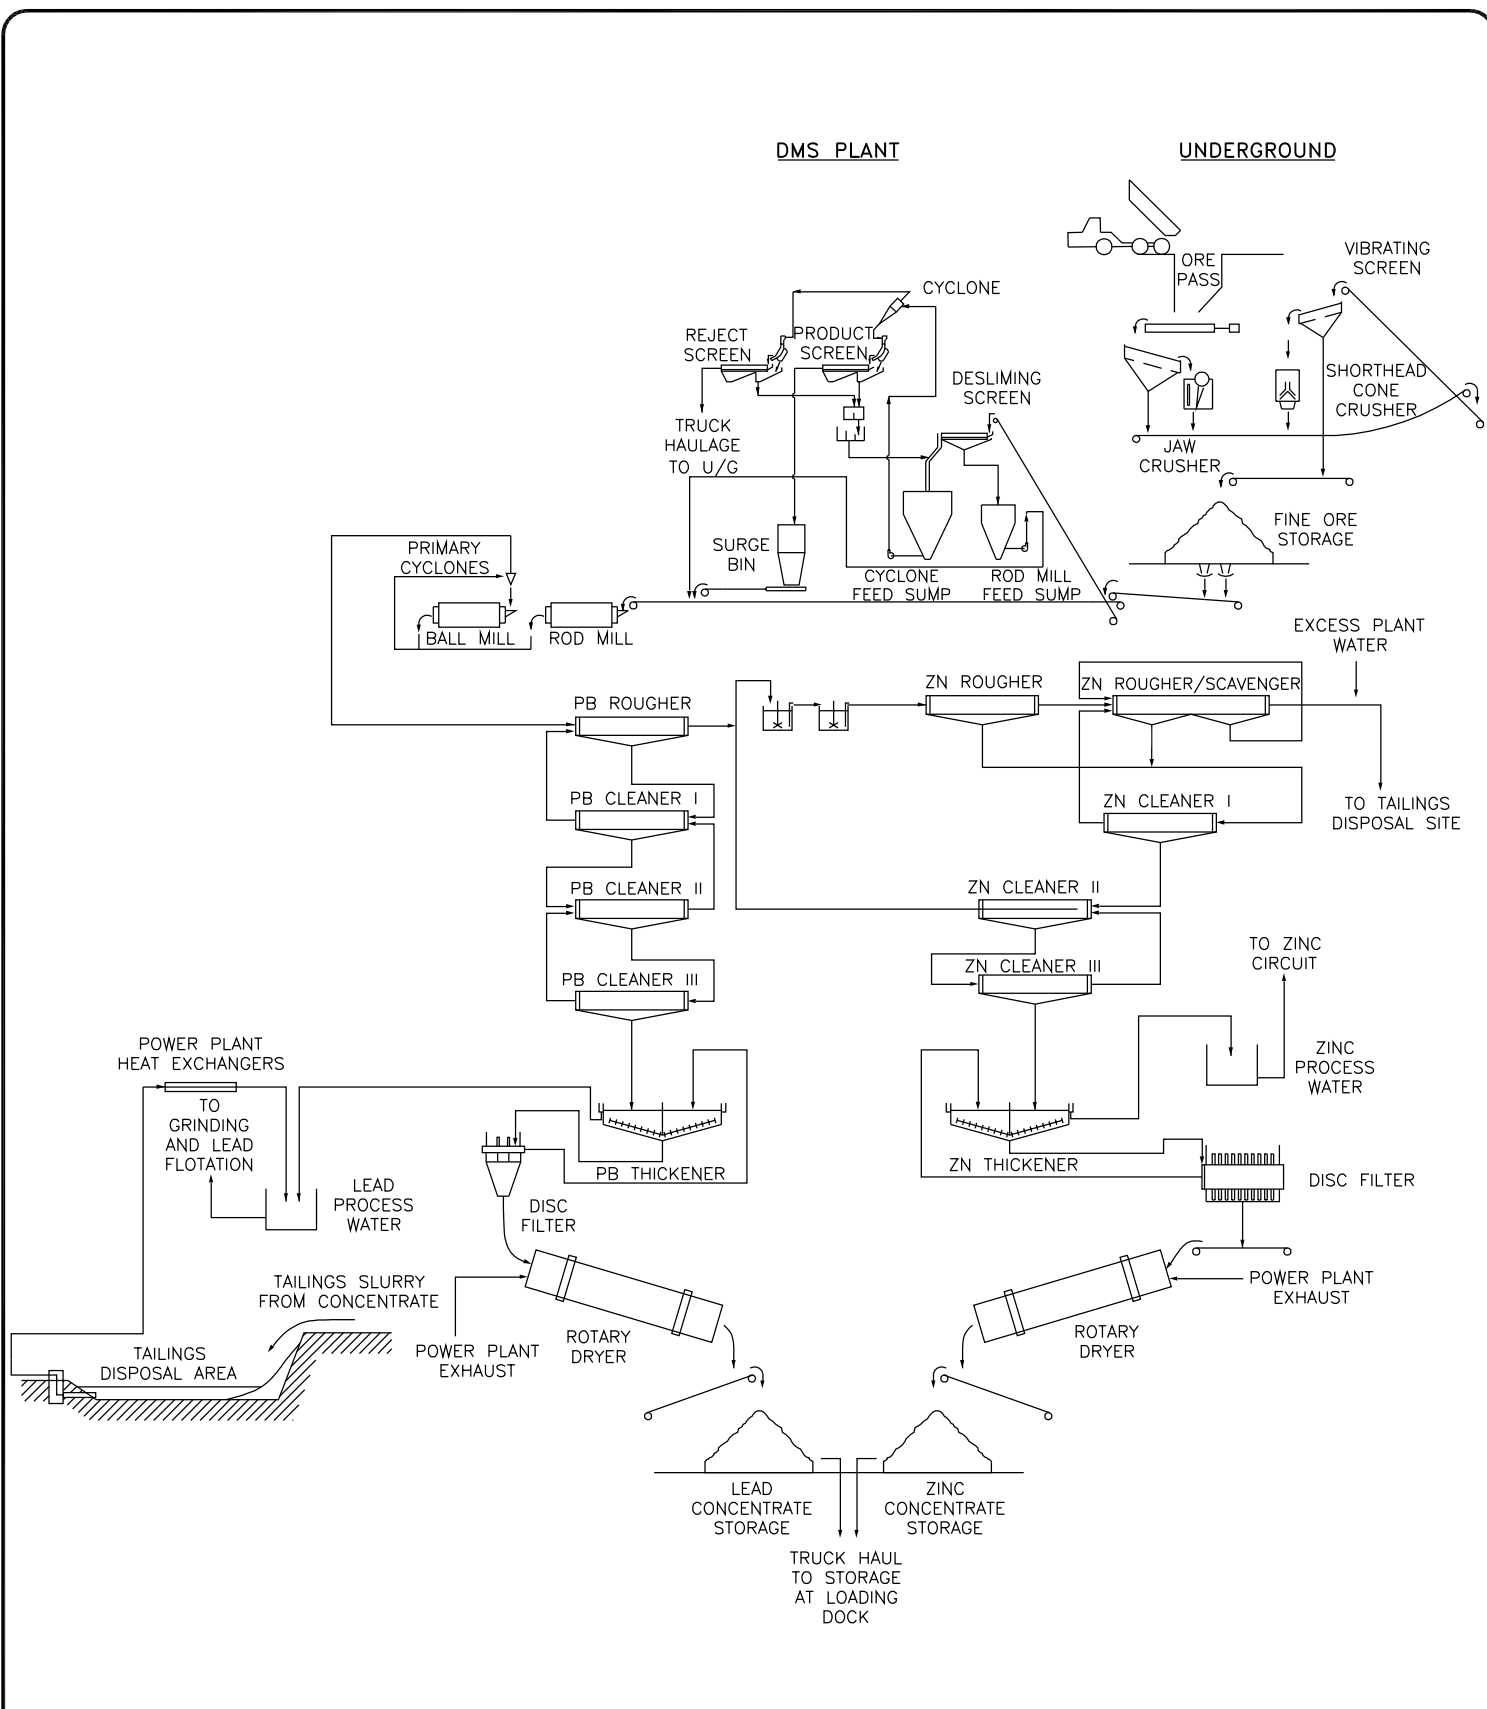 DMS PLANT
UNDERGROUND
ORE
PASS
VIBRATING
SCREEN
CYCLONE
REJECT
SCREEN
PRODUCT
SCREEN
DESLIMING
SCREEN
SHORTHEAD
CONE
CRUSHER
TRUCK
HAULAGE
TO U/G
JAW
CRUSHER
FINE ORE
STORAGE
PRIMARY
CYCLONES
SURGE
BIN
CYCLONE
FEED SUMP
ROD MILL
FEED SUMP
BALL MILL
ROD MILL
EXCESS PLANT
WATER
PB ROUGHER
ZN ROUGHER
ZN ROUGHER/SCAVENGER
PB CLEANER I
ZN CLEANER I
TO TAILINGS
DISPOSAL SITE
PB CLEANER II
ZN CLEANER II
TO ZINC
CIRCUIT
PB CLEANER III
ZN CLEANER III
POWER PLANT
HEAT EXCHANGERS
ZINC
PROCESS
WATER
TO
GRINDING
AND LEAD
FLOTATION
PB THICKENER
ZN THICKENER
LEAD
PROCESS
WATER
DISC
FILTER
DISC FILTER
TAILINGS SLURRY
FROM CONCENTRATE
POWER PLANT
EXHAUST
ROTARY
DRYER
ROTARY
DRYER
POWER PLANT
EXHAUST
TAILINGS
DISPOSAL AREA
LEAD
CONCENTRATE
STORAGE
ZINC
CONCENTRATE
STORAGE
TRUCK HAUL
TO STORAGE
AT LOADING
DOCK